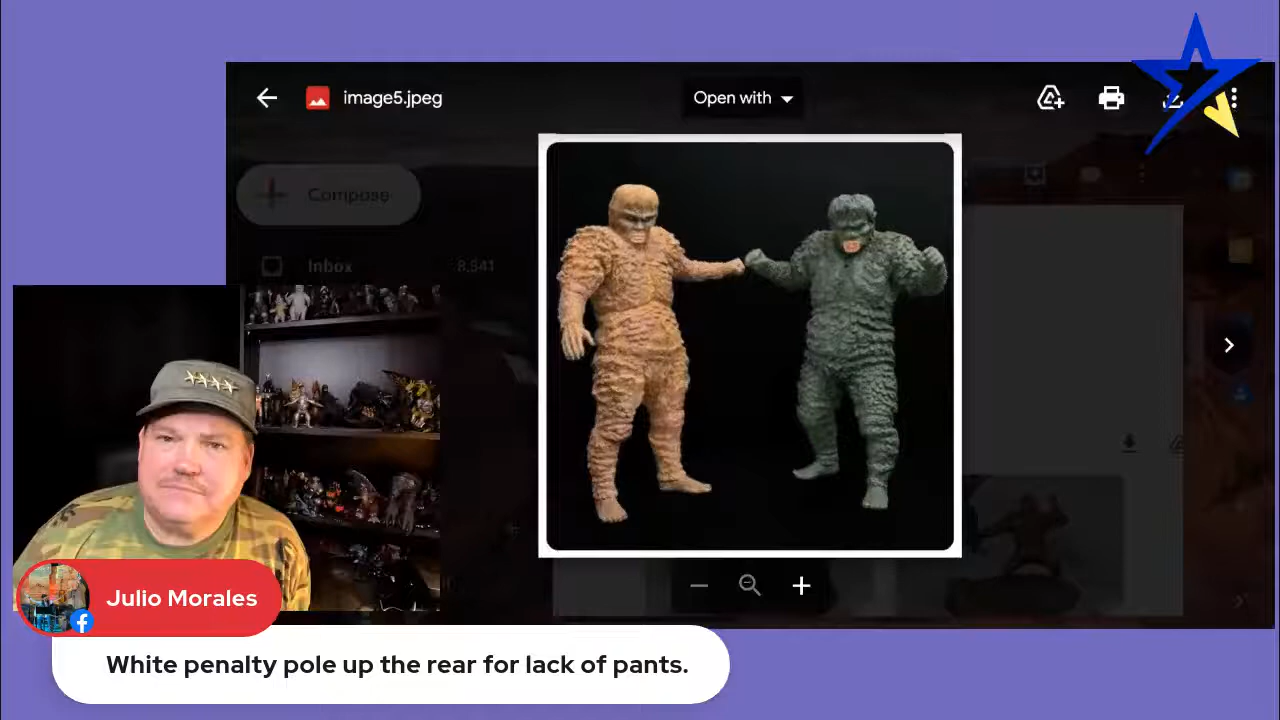 image5.jpeg
Open with
Compose
Inbox
8,541
Julio Morales
White penalty pole up the rear for lack of pants.